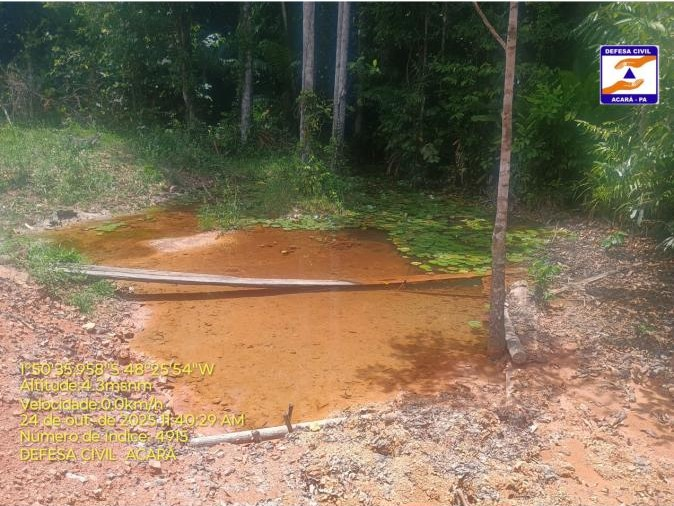 DEFESA CIVIL
ACARÁ - PA
1°50'35,958"S 48°25'54"W
Altitude:4.3msnm
Velocidade:0.0km/h
24 de out. de 2025 11:40:29 AM
Número de índice: 4915
DEFESA CIVIL ACARÁ